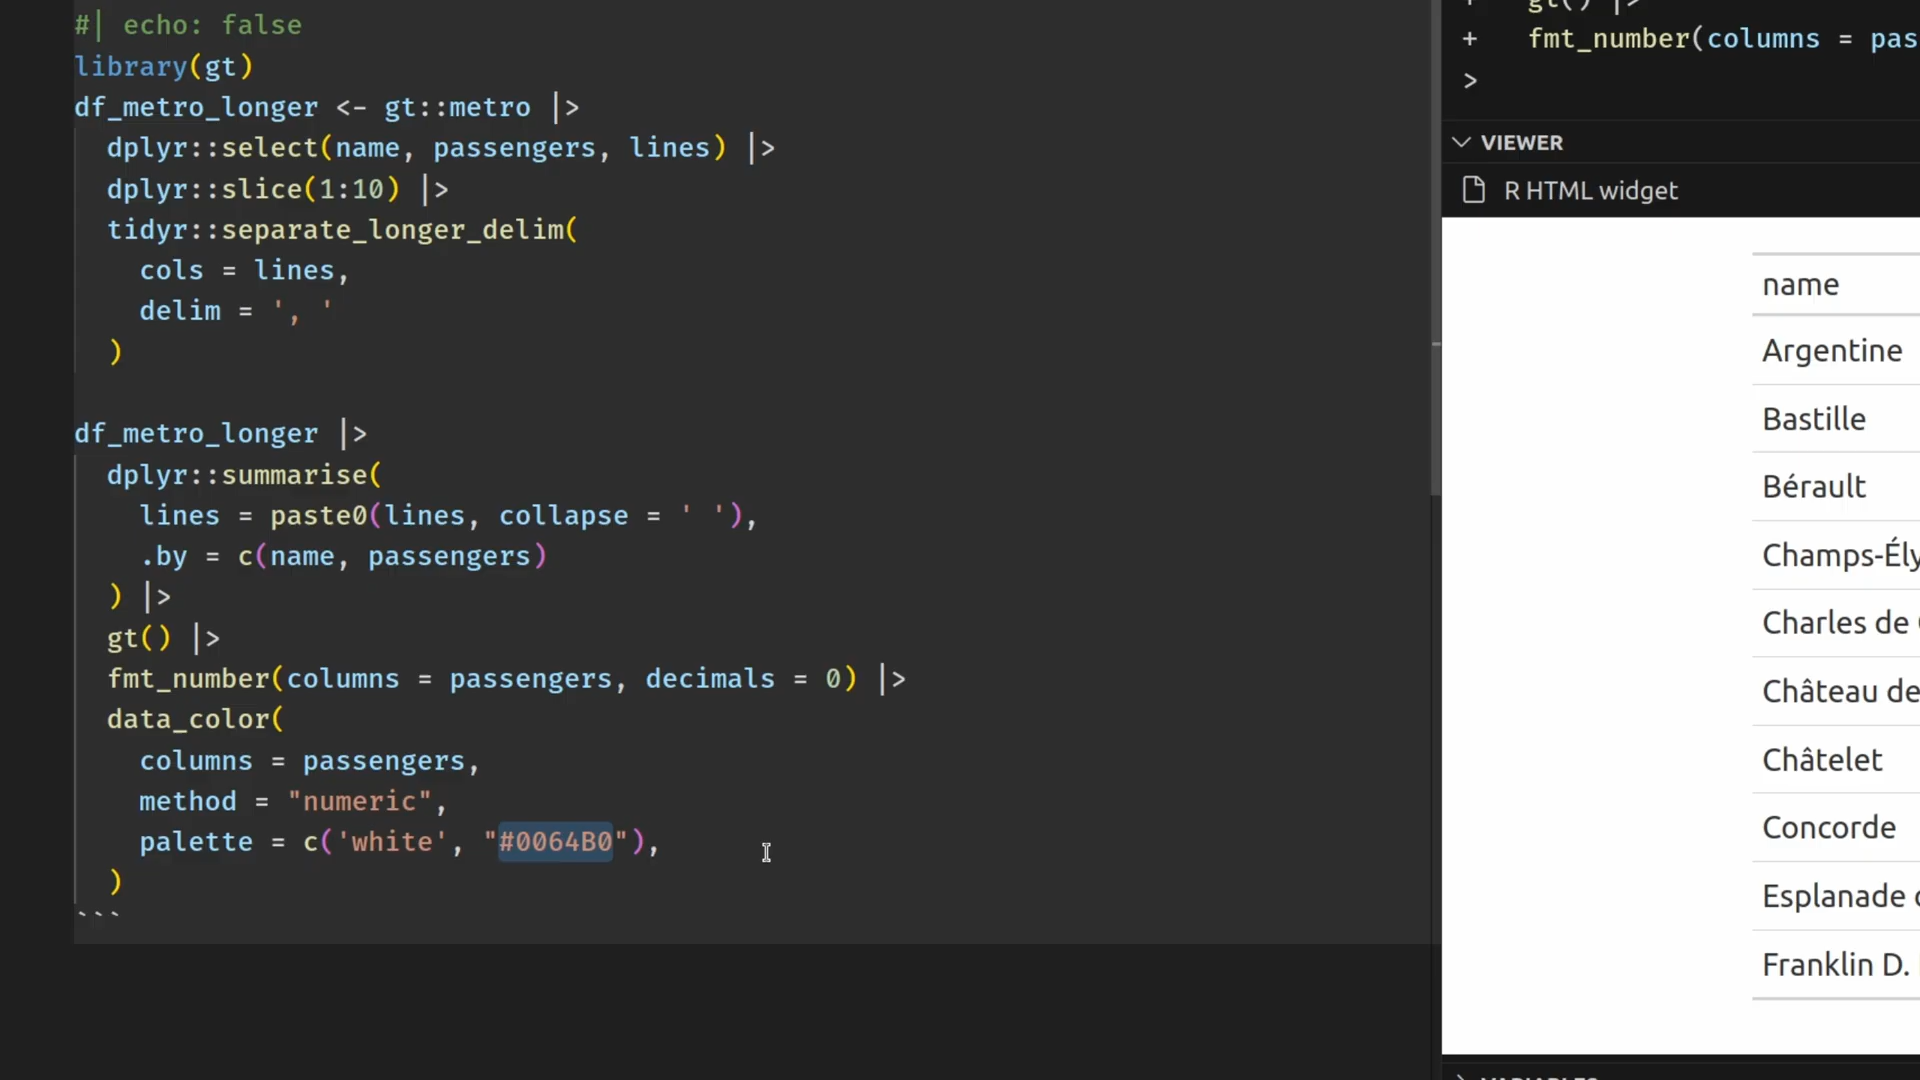 #| echo: false
library(gt)
df_metro_longer <- gt::metro |>
  dplyr::select(name, passengers, lines) |>
  dplyr::slice(1:10) |>
  tidyr::separate_longer_delim(
    cols = lines,
    delim = ', '
  )

df_metro_longer |>
  dplyr::summarise(
    lines = paste0(lines, collapse = ' '),
    .by = c(name, passengers)
  ) |>
  gt() |>
  fmt_number(columns = passengers, decimals = 0) |>
  data_color(
    columns = passengers,
    method = "numeric",
    palette = c('white', "#0064B0"),
  )
```
+ gt() |>
+ fmt_number(columns = pas
>
VIEWER
R HTML widget
name
Argentine
Bastille
Bérault
Champs-Ély
Charles de
Château de
Châtelet
Concorde
Esplanade
Franklin D.
VARIABLES